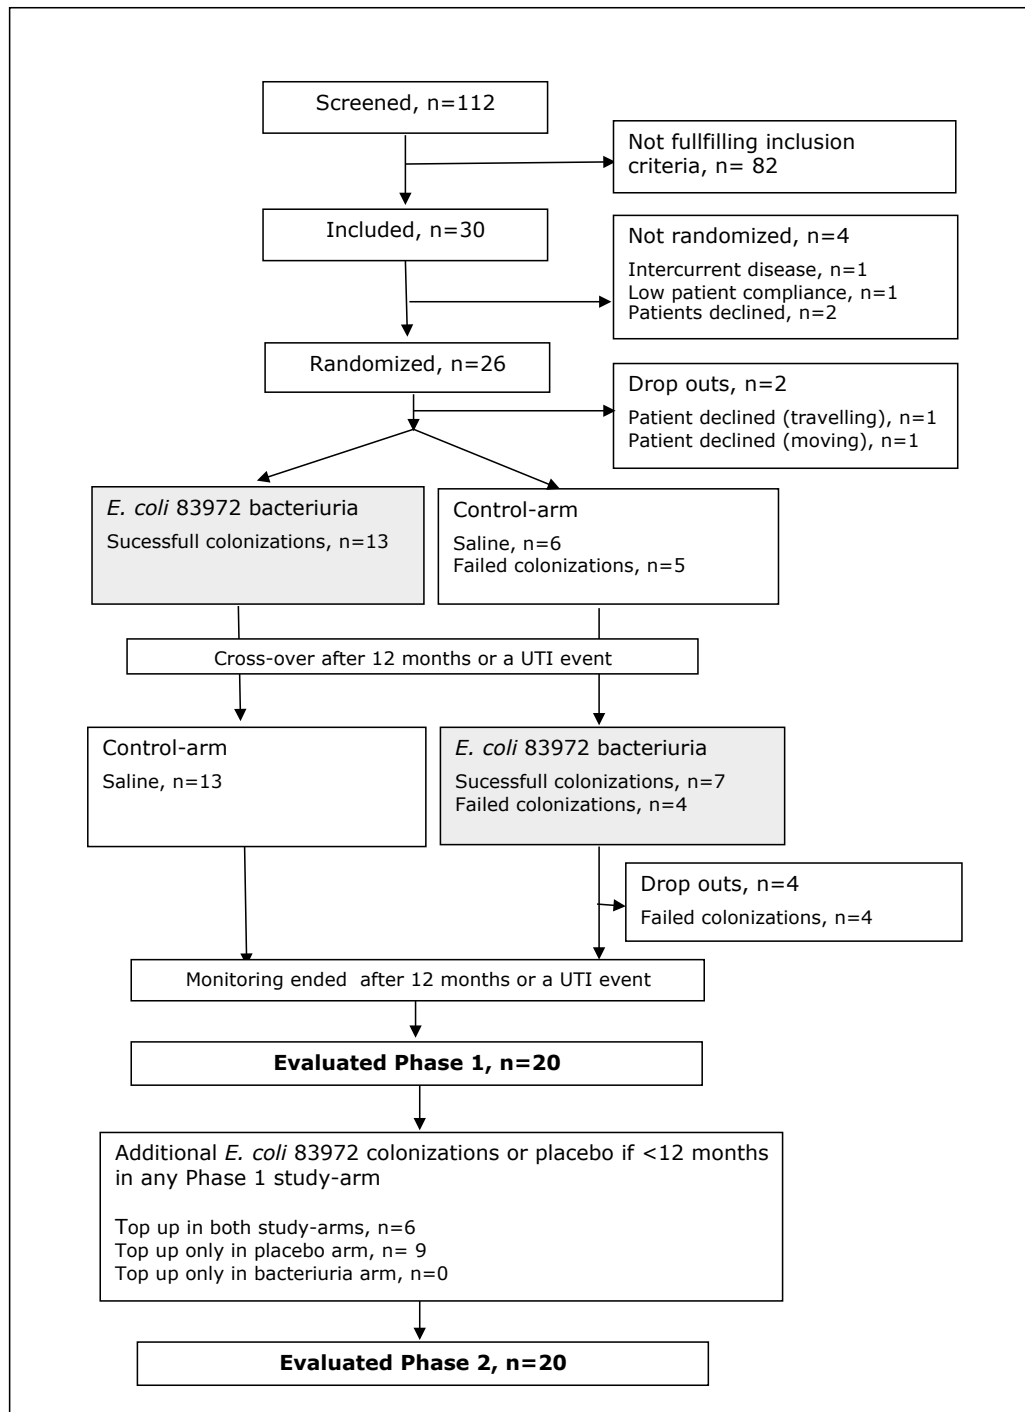 Screened, n=112
Not fullfilling inclusion
criteria, n= 82
Included, n=30
Not randomized, n=4
Intercurrent disease, n=1
Low patient compliance, n=1
Patients declined, n=2
Randomized, n=26
Drop outs, n=2
Patient declined (travelling), n=1
Patient declined (moving), n=1
E. coli 83972 bacteriuria
Sucessfull colonizations, n=13
Control-arm
Saline, n=6
Failed colonizations, n=5
Cross-over after 12 months or a UTI event
Control-arm
Saline, n=13
E. coli 83972 bacteriuria
Sucessfull colonizations, n=7
Failed colonizations, n=4
Drop outs, n=4
Failed colonizations, n=4
Monitoring ended after 12 months or a UTI event
Evaluated Phase 1, n=20
Additional E. coli 83972 colonizations or placebo if <12 months
in any Phase 1 study-arm
Top up in both study-arms, n=6
Top up only in placebo arm, n= 9
Top up only in bacteriuria arm, n=0
Evaluated Phase 2, n=20